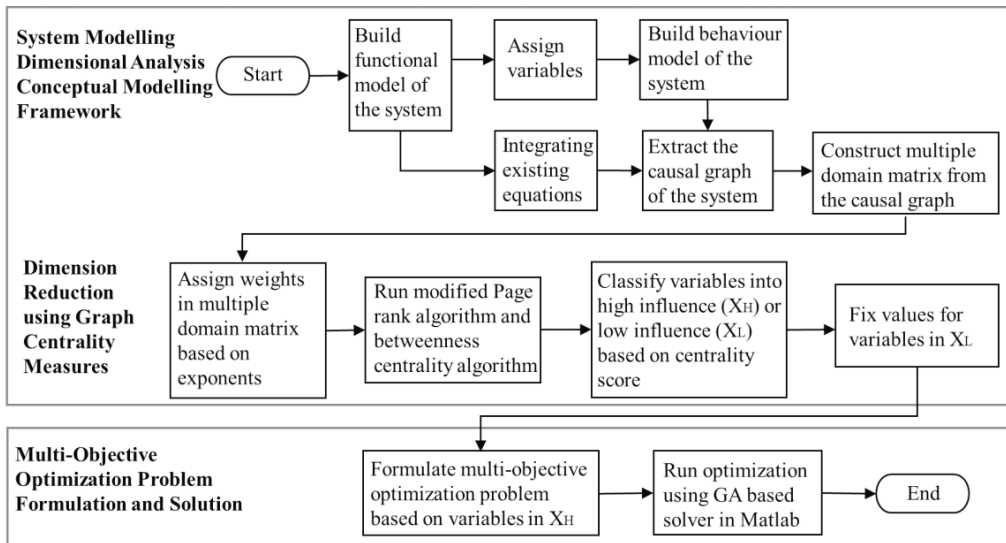 System Modelling
Dimensional Analysis
Conceptual Modelling
Framework
Start
Build
functional
model of
the system
Assign
variables
Build behaviour
model of the
system
Integrating
existing
equations
Extract the
causal graph
of the system
Construct multiple
domain matrix from
the causal graph
Dimension
Reduction
using Graph
Centrality
Measures
Assign weights
in multiple
domain matrix
based on
exponents
Run modified Page
rank algorithm and
betweenness
centrality algorithm
Classify variables into
high influence (XH) or
low influence (XL)
based on centrality
score
Fix values for
variables in XL
Multi-Objective
Optimization Problem
Formulation and Solution
Formulate multi-objective
optimization problem
based on variables in XH
Run optimization
using GA based
solver in Matlab
End